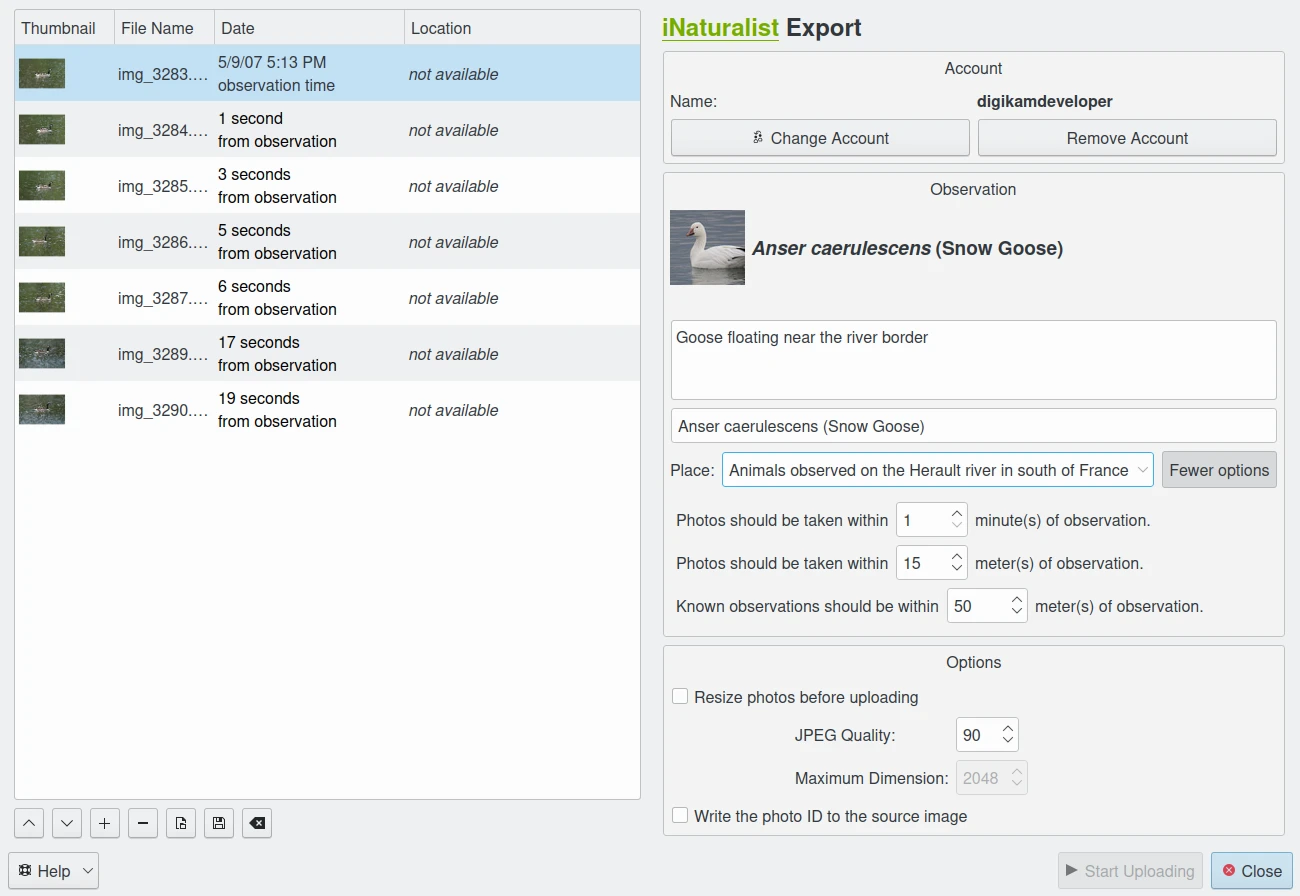 Thumbnail File Name Date Location
img_3283.… 5/9/07 5:13 PM not available
observation time
img_3284.… 1 second not available
from observation
img_3285.… 3 seconds not available
from observation
img_3286.… 5 seconds not available
from observation
img_3287.… 6 seconds not available
from observation
img_3289.… 17 seconds not available
from observation
img_3290.… 19 seconds not available
from observation
Help
iNaturalist Export
Account
Name: digikamdeveloper
Change Account Remove Account
Observation
Anser caerulescens (Snow Goose)
Goose floating near the river border
Anser caerulescens (Snow Goose)
Place: Animals observed on the Herault river in south of France Fewer options
Photos should be taken within 1 minute(s) of observation.
Photos should be taken within 15 meter(s) of observation.
Known observations should be within 50 meter(s) of observation.
Options
Resize photos before uploading
JPEG Quality: 90
Maximum Dimension: 2048
Write the photo ID to the source image
Start Uploading Close